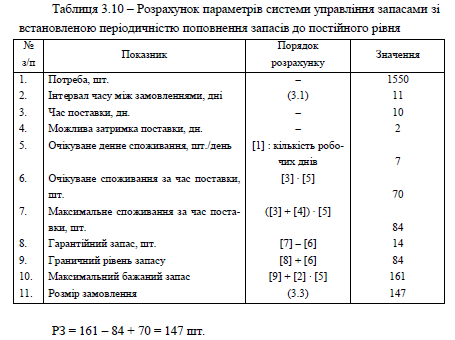 Таблиця 3.10 – Розрахунок параметрів системи управління запасами зі
встановленою періодичністю поповнення запасів до постійного рівня
№ з/п Показник Порядок розрахунку Значення
1. Потреба, шт. – 1550
2. Інтервал часу між замовленнями, дні (3.1) 11
3. Час поставки, дн. – 10
4. Можлива затримка поставки, дн. – 2
5. Очікуване денне споживання, шт./день [1] : кількість робо-
чих днів 7
6. Очікуване споживання за час поставки, [3] · [5]
шт. 70
7. Максимальне споживання за час поста- ([3] + [4]) · [5]
вки, шт. 84
8. Гарантійний запас, шт. [7] – [6] 14
9. Граничний рівень запасу [8] + [6] 84
10. Максимальний бажаний запас [9] + [2] · [5] 161
11. Розмір замовлення (3.3) 147
РЗ = 161 – 84 + 70 = 147 шт.